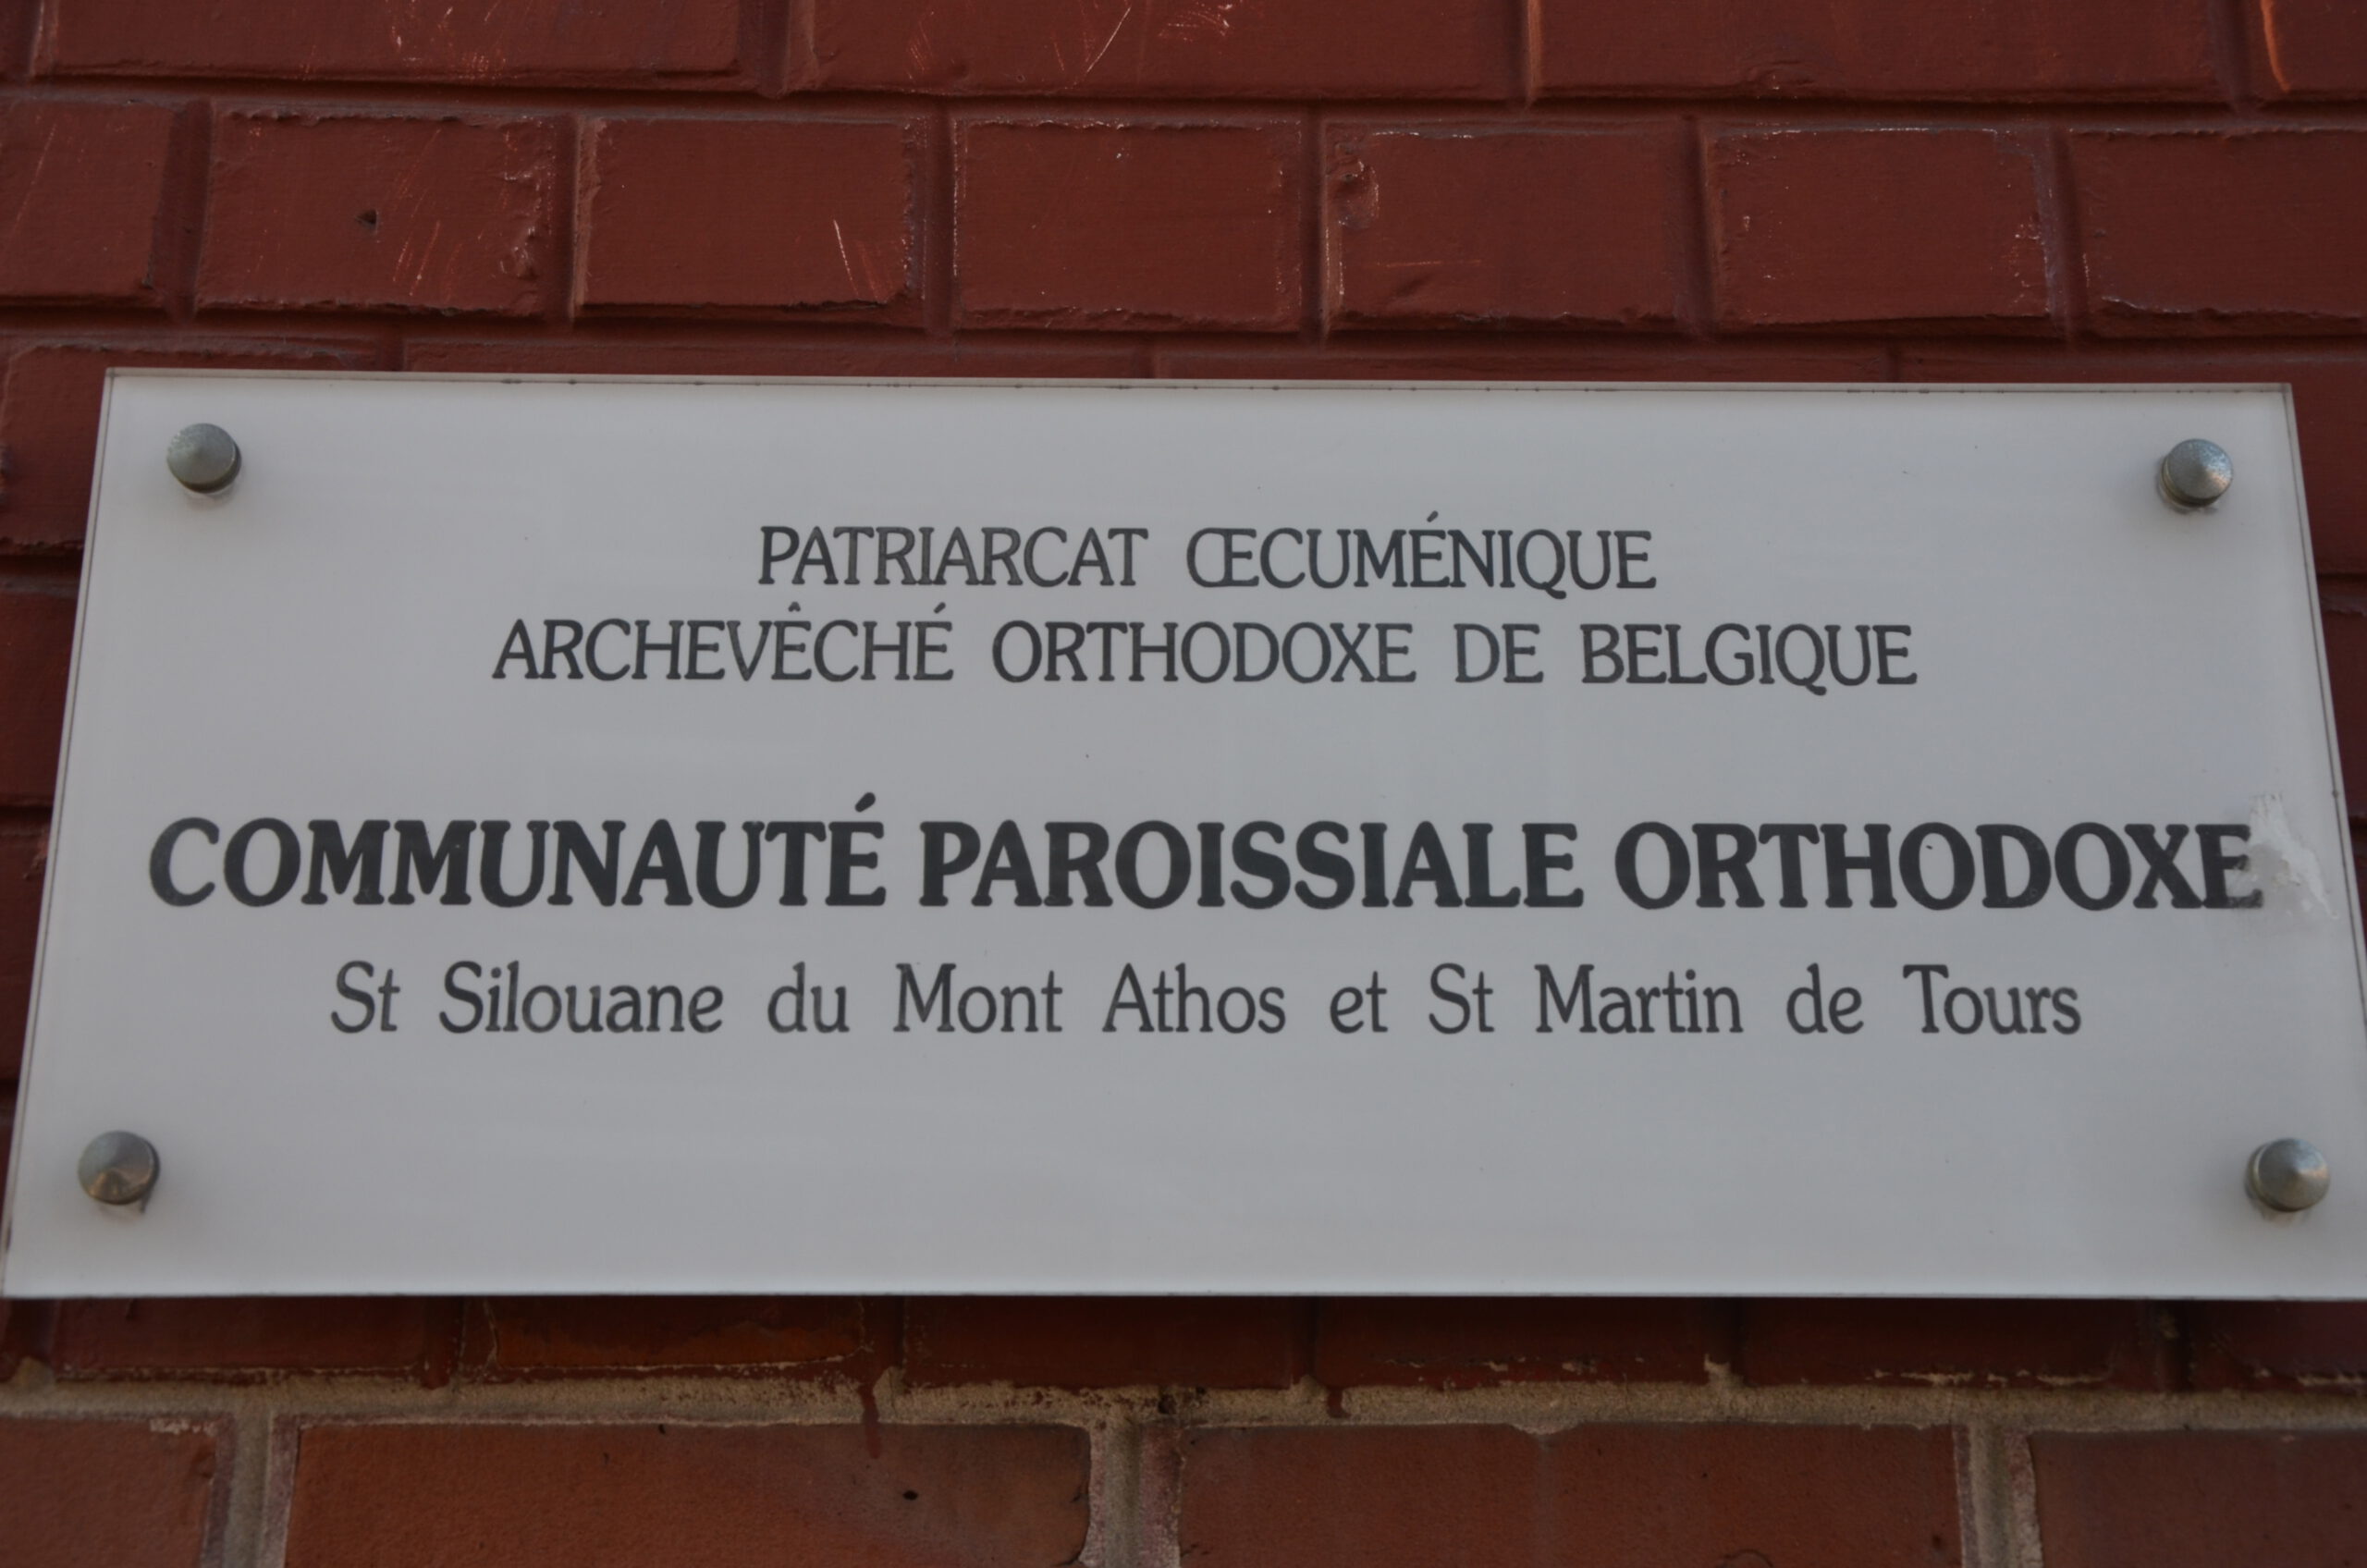 PATRIARCAT ŒCUMÉNIQUE
ARCHEVÊCHÉ ORTHODOXE DE BELGIQUE
COMMUNAUTÉ PAROISSIALE ORTHODOXE
St Silouane du Mont Athos et St Martin de Tours